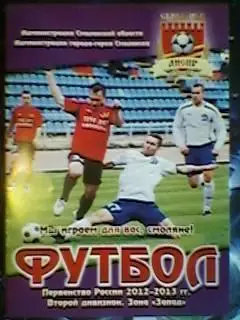 Администрация Смоленской области
Администрация города-героя Смоленска
ДНЕПР
"Мы играем для вас, смоляне!
ФУТБОЛ
Первенство России 2012-2013 гг.
Второй дивизион. Зона «Запад»